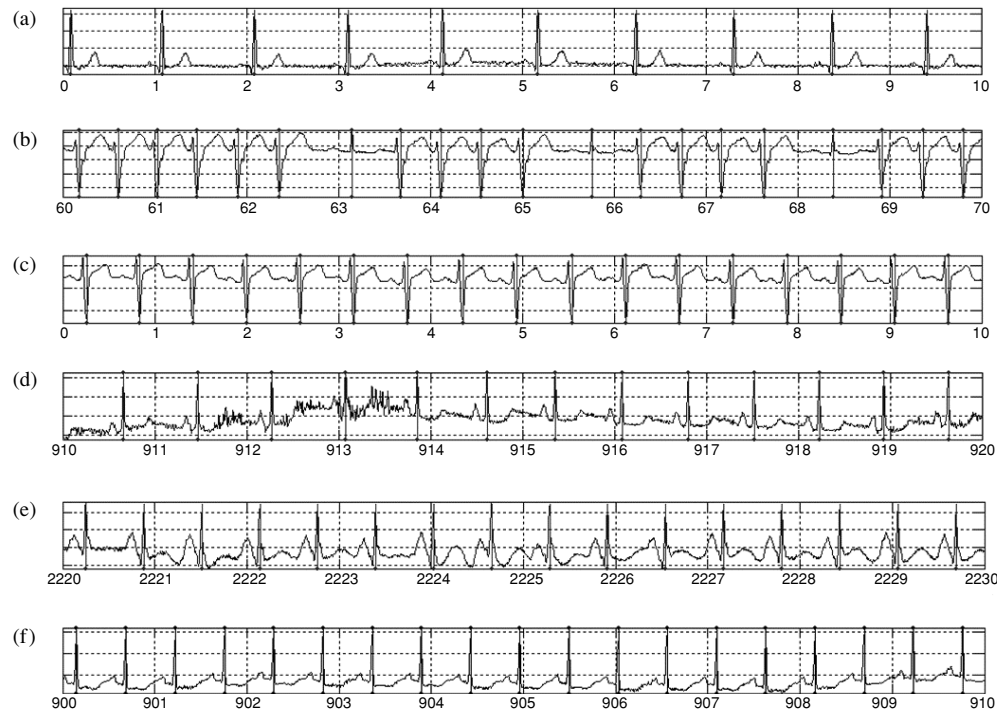 (a)
0 1 2 3 4 5 6 7 8 9 10
(b)
60 61 62 63 64 65 66 67 68 69 70
(c)
0 1 2 3 4 5 6 7 8 9 10
(d)
910 911 912 913 914 915 916 917 918 919 920
(e)
2220 2221 2222 2223 2224 2225 2226 2227 2228 2229 2230
(f)
900 901 902 903 904 905 906 907 908 909 910